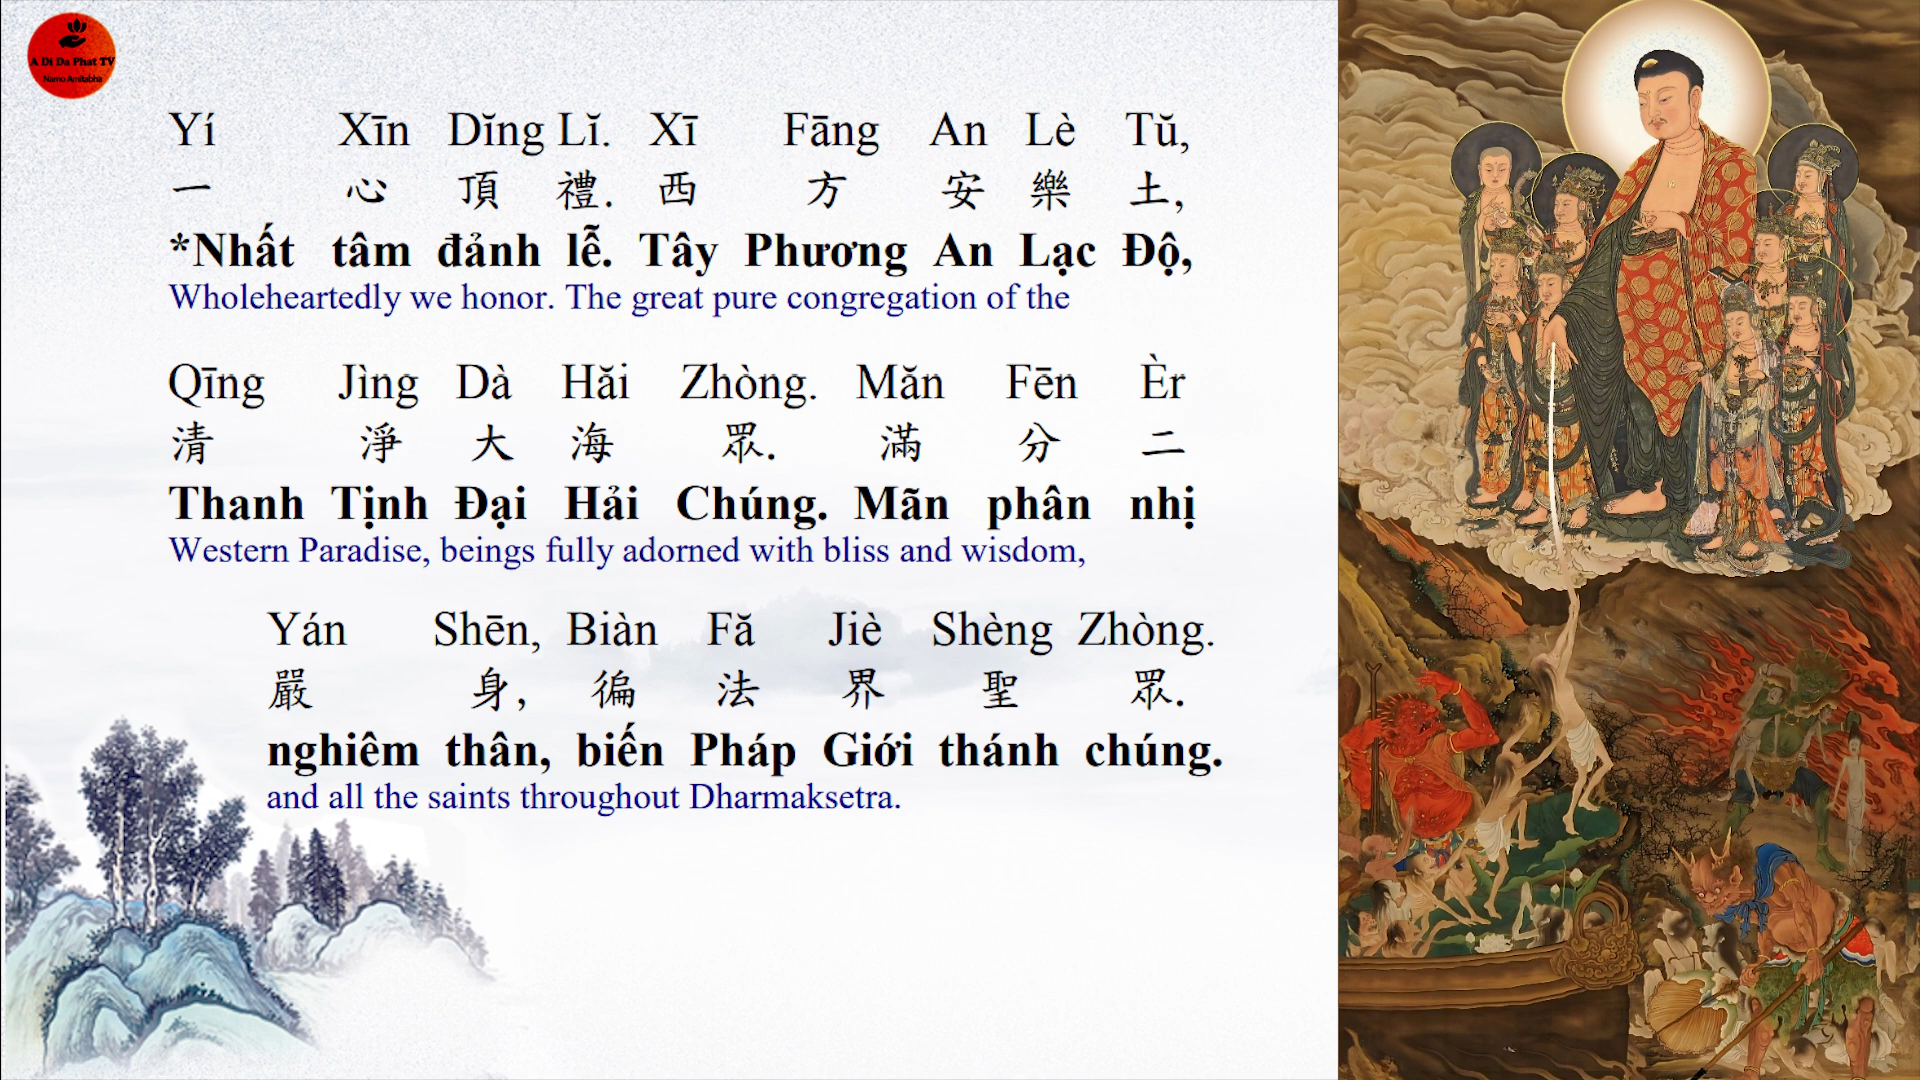 A Di Da Phat TV
Namo Amitabha
Yí Xīn Dǐng Lǐ. Xī Fāng An Lè Tǔ,
一 心 頂 禮. 西 方 安 樂 土,
*Nhất tâm đảnh lễ. Tây Phương An Lạc Độ,
Wholeheartedly we honor. The great pure congregation of the
Qīng Jìng Dà Hǎi Zhòng. Mǎn Fēn Èr
清 淨 大 海 眾. 滿 分 二
Thanh Tịnh Đại Hải Chúng. Mãn phân nhị
Western Paradise, beings fully adorned with bliss and wisdom,
Yán Shēn, Biàn Fǎ Jiè Shèng Zhòng.
嚴 身, 徧 法 界 聖 眾.
nghiêm thân, biến Pháp Giới thánh chúng.
and all the saints throughout Dharmaksetra.